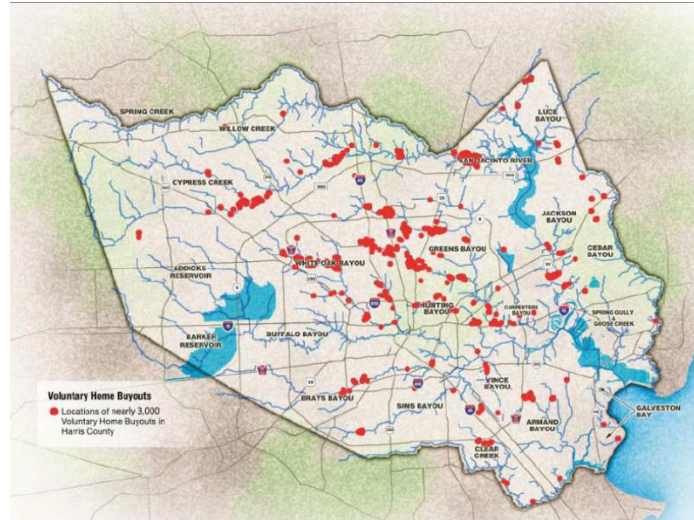 SPRING CREEK
WILLOW CREEK
LUCE
BAYOU
SAN JACINTO RIVER
CYPRESS CREEK
JACKSON
BAYOU
CEBAR
BAYOU
GREENS BAYOU
WHITE OAK BAYOU
ADDICKS
RESERVOIR
HUNTING
BAYOU
CARPENTERS
BAYOU
SPRING GULLY
&
GOOSE CREEK
BARKER
RESERVOIR
BUFFALO BAYOU
VINCE
BAYOU
BRAYS BAYOU
SINS BAYOU
ARMAND
BAYOU
GALVESTON
BAY
CLEAR
CREEK
Voluntary Home Buyouts
Locations of nearly 3,000
Voluntary Home Buyouts in
Harris County